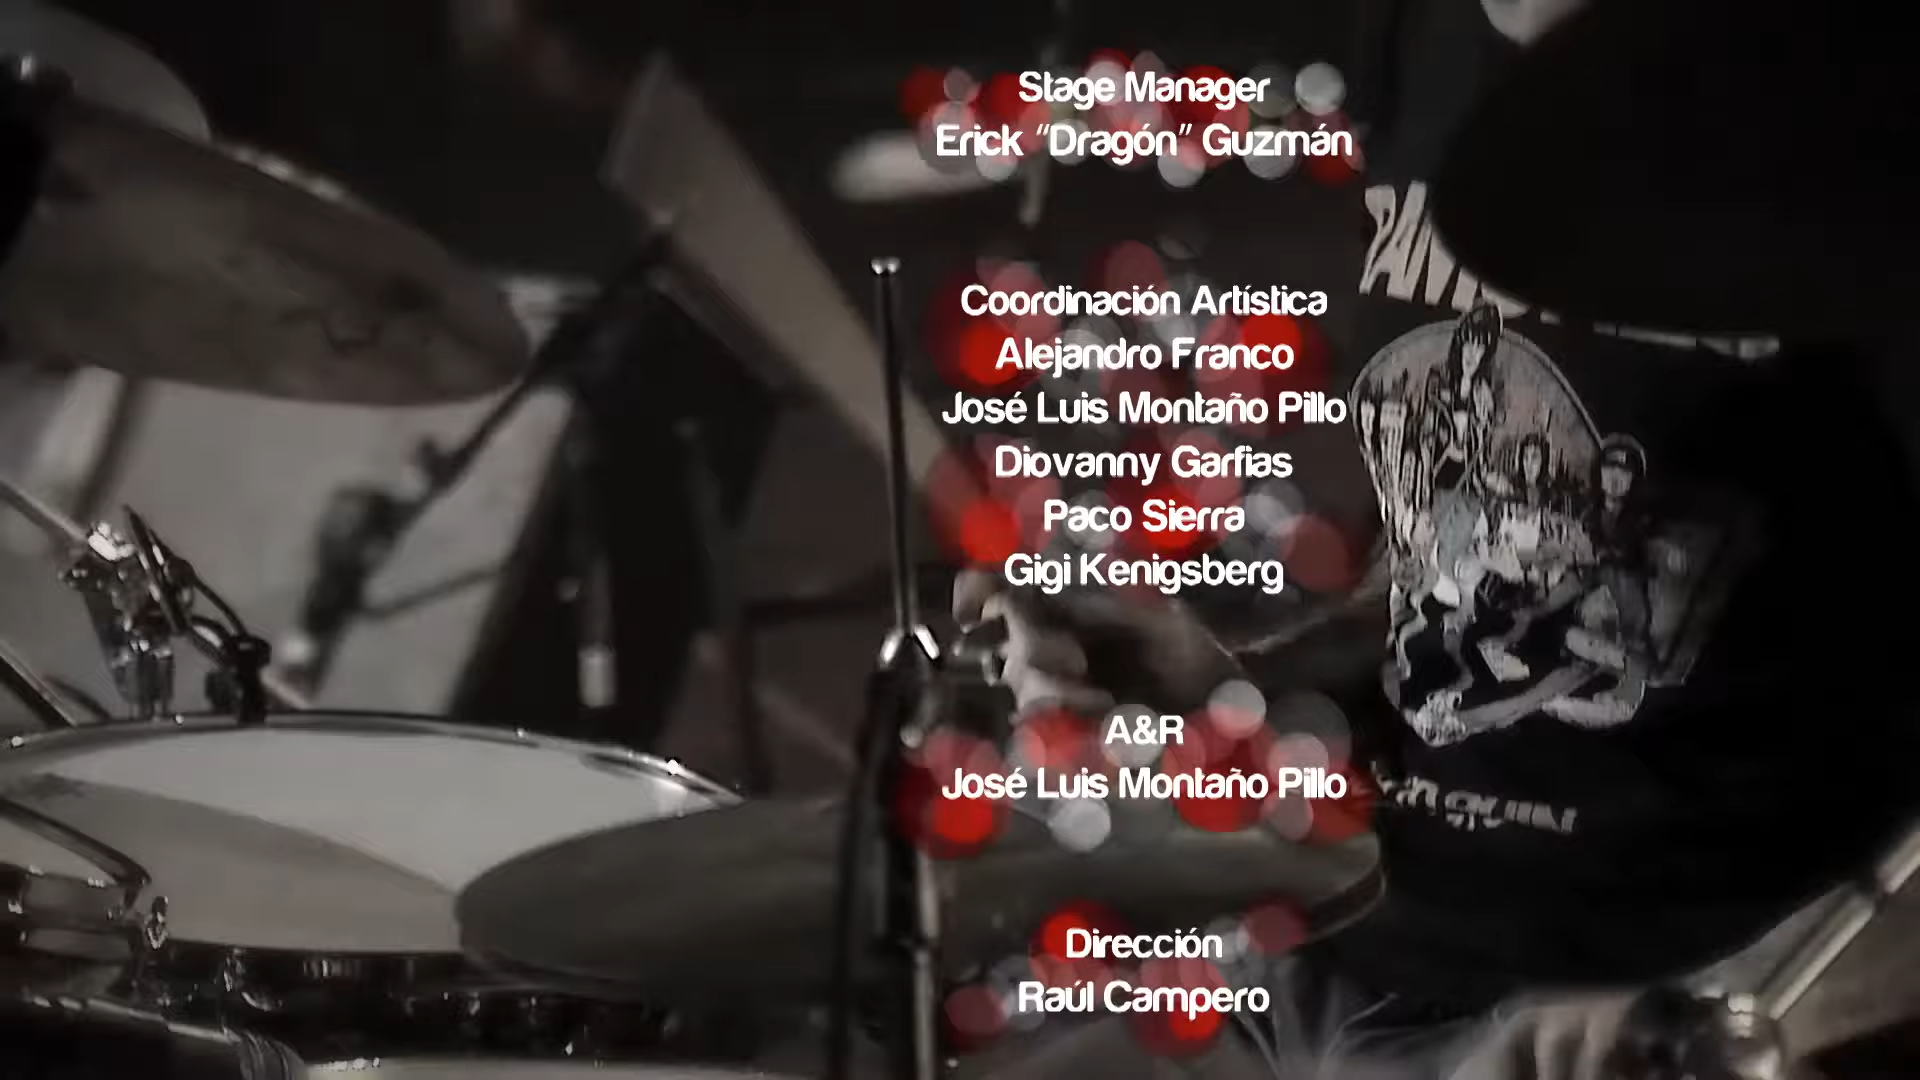 Stage Manager
Erick “Dragón” Guzmán
Coordinación Artística
Alejandro Franco
José Luis Montaño Pillo
Diovanny Garfias
Paco Sierra
Gigi Kenigsberg
A&R
José Luis Montaño Pillo
Dirección
Raúl Campero